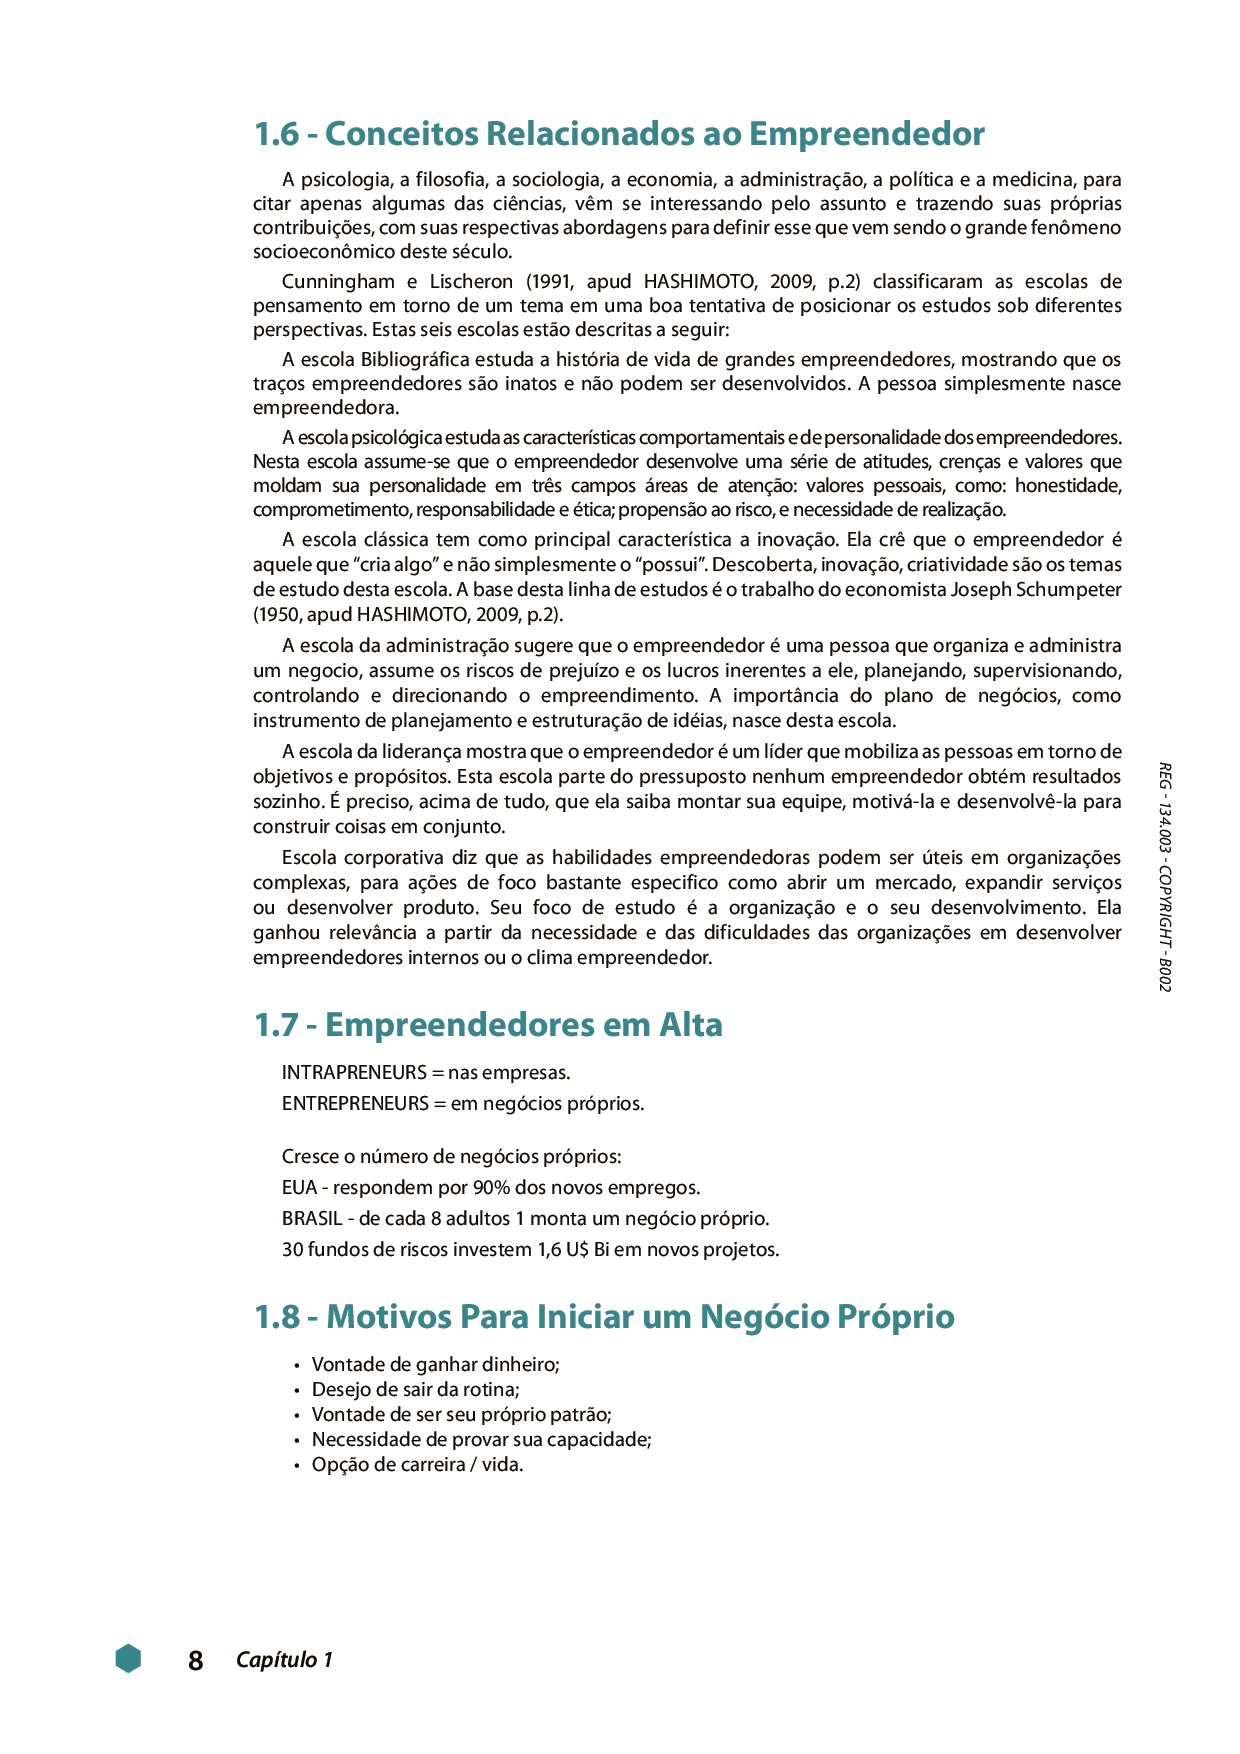 1.6 - Conceitos Relacionados ao Empreendedor
A psicologia, a filosofia, a sociologia, a economia, a administração, a política e a medicina, para
citar apenas algumas das ciências, vêm se interessando pelo assunto e trazendo suas próprias
contribuições, com suas respectivas abordagens para definir esse que vem sendo o grande fenômeno
socioeconômico deste século.
Cunningham e Lischeron (1991, apud HASHIMOTO, 2009, p.2) classificaram as escolas de
pensamento em torno de um tema em uma boa tentativa de posicionar os estudos sob diferentes
perspectivas. Estas seis escolas estão descritas a seguir:
A escola Bibliográfica estuda a história de vida de grandes empreendedores, mostrando que os
traços empreendedores são inatos e não podem ser desenvolvidos. A pessoa simplesmente nasce
empreendedora.
A escola psicológica estuda as características comportamentais e de personalidade dos empreendedores.
Nesta escola assume-se que o empreendedor desenvolve uma série de atitudes, crenças e valores que
moldam sua personalidade em três campos áreas de atenção: valores pessoais, como: honestidade,
comprometimento, responsabilidade e ética; propensão ao risco, e necessidade de realização.
A escola clássica tem como principal característica a inovação. Ela crê que o empreendedor é
aquele que “cria algo” e não simplesmente o “possui”. Descoberta, inovação, criatividade são os temas
de estudo desta escola. A base desta linha de estudos é o trabalho do economista Joseph Schumpeter
(1950, apud HASHIMOTO, 2009, p.2).
A escola da administração sugere que o empreendedor é uma pessoa que organiza e administra
um negocio, assume os riscos de prejuízo e os lucros inerentes a ele, planejando, supervisionando,
controlando e direcionando o empreendimento. A importância do plano de negócios, como
instrumento de planejamento e estruturação de idéias, nasce desta escola.
A escola da liderança mostra que o empreendedor é um líder que mobiliza as pessoas em torno de
objetivos e propósitos. Esta escola parte do pressuposto nenhum empreendedor obtém resultados
sozinho. É preciso, acima de tudo, que ela saiba montar sua equipe, motivá-la e desenvolvê-la para
construir coisas em conjunto.
Escola corporativa diz que as habilidades empreendedoras podem ser úteis em organizações
complexas, para ações de foco bastante especifico como abrir um mercado, expandir serviços
ou desenvolver produto. Seu foco de estudo é a organização e o seu desenvolvimento. Ela
ganhou relevância a partir da necessidade e das dificuldades das organizações em desenvolver
empreendedores internos ou o clima empreendedor.
1.7 - Empreendedores em Alta
INTRAPRENEURS = nas empresas.
ENTREPRENEURS = em negócios próprios.
Cresce o número de negócios próprios:
EUA - respondem por 90% dos novos empregos.
BRASIL - de cada 8 adultos 1 monta um negócio próprio.
30 fundos de riscos investem 1,6 U$ Bi em novos projetos.
1.8 - Motivos Para Iniciar um Negócio Próprio
• Vontade de ganhar dinheiro;
• Desejo de sair da rotina;
• Vontade de ser seu próprio patrão;
• Necessidade de provar sua capacidade;
• Opção de carreira / vida.
REG - 134.003 - COPYRIGHT - B002
8 Capítulo 1